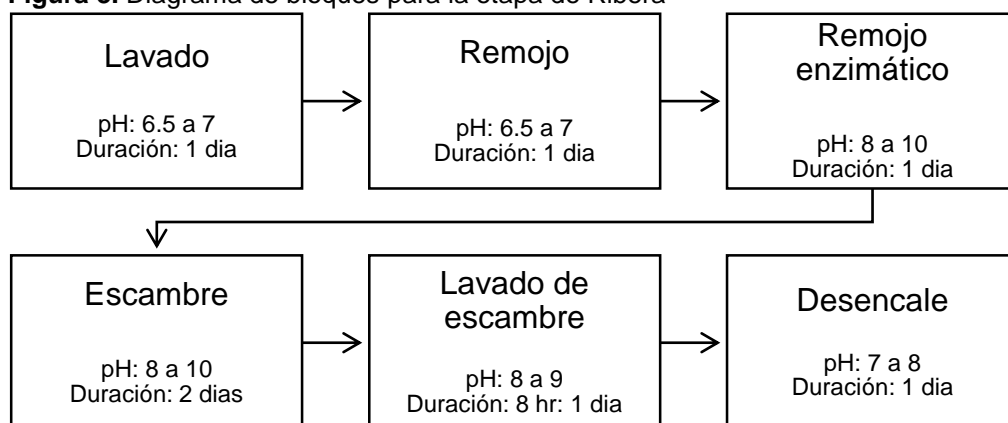 Figura 3. Diagrama de bloques para la etapa de Ribera
Lavado
pH: 6.5 a 7
Duración: 1 dia
Remojo
pH: 6.5 a 7
Duración: 1 dia
Remojo
enzimático
pH: 8 a 10
Duración: 1 dia
Escambre
pH: 8 a 10
Duración: 2 dias
Lavado de
escambre
pH: 8 a 9
Duración: 8 hr: 1 dia
Desencale
pH: 7 a 8
Duración: 1 dia